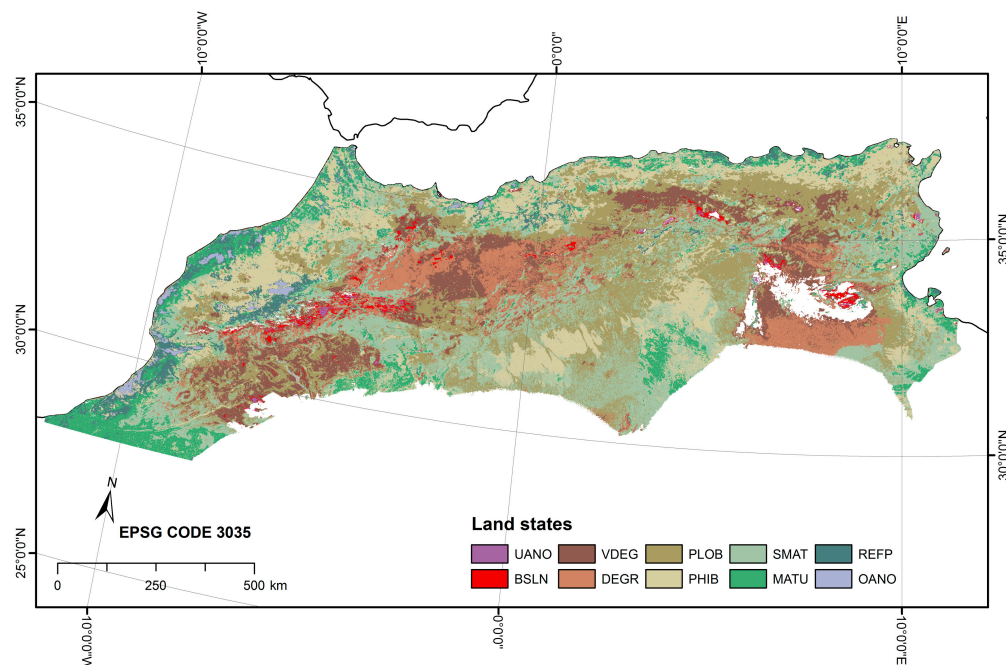 10°0'0"W
0°0'0"
10°0'0"E
35°0'0"N
30°0'0"N
25°0'0"N
35°0'0"N
30°0'0"N
N
EPSG CODE 3035
0 250 500 km
Land states
UANO VDEG PLOB SMAT REFP
BSLN DEGR PHIB MATU OANO
10°0'0"W
0°0'0"
10°0'0"E